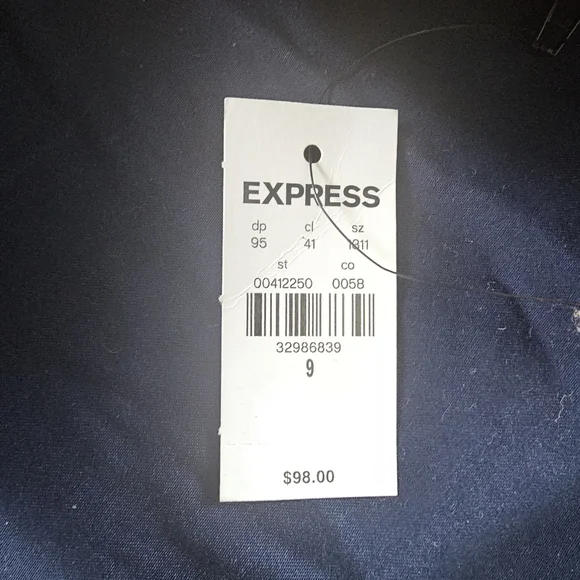 EXPRESS
dp cl sz
95 41 1311
st co
00412250 0058
32986839
9
$98.00